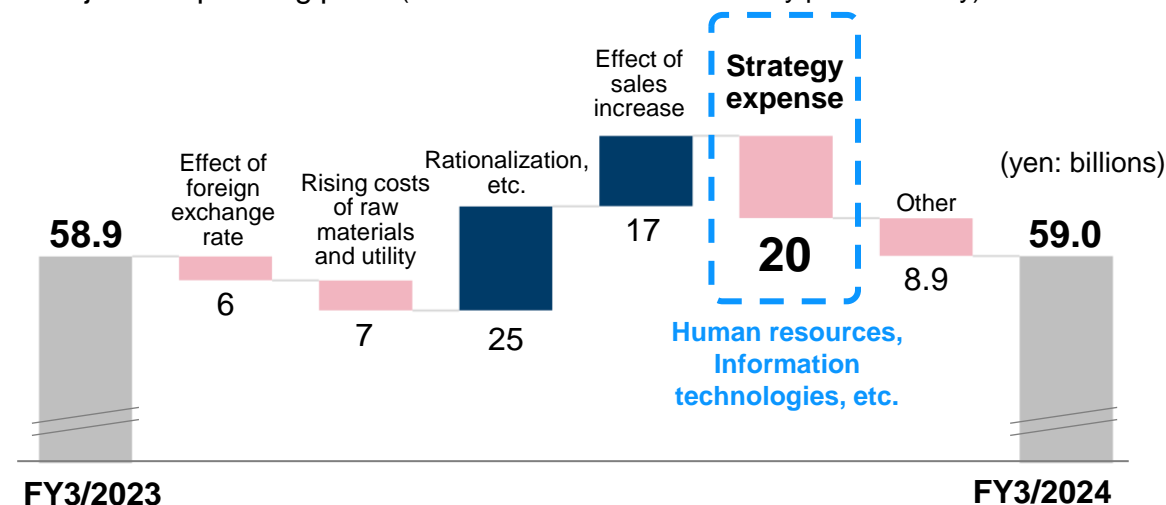 Effect of
sales
increase
Strategy
expense
(yen: billions)
Effect of
foreign
exchange
rate
Rising costs
of raw
materials
and utility
Rationalization,
etc.
Other
58.9
6
7
25
17
20
8.9
59.0
Human resources,
Information
technologies, etc.
FY3/2023
FY3/2024